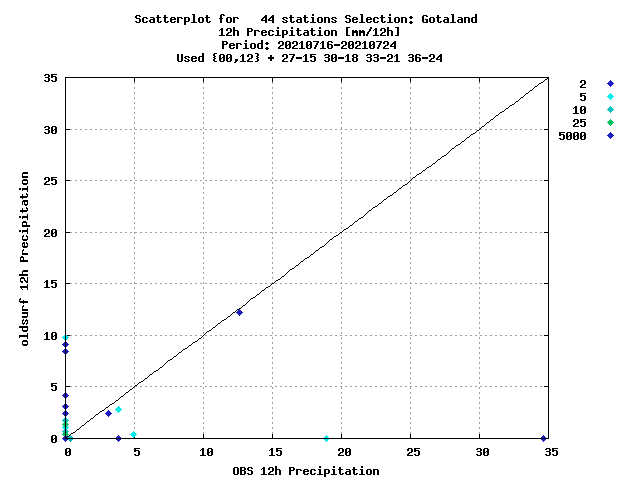 Scatterplot for   44 stations Selection: Gotaland
12h Precipitation [mm/12h]
Period: 20210716-20210724
Used {00,12} + 27-15 30-18 33-21 36-24
2
5
10
25
5000
35
30
25
20
15
10
5
0
oldsurf 12h Precipitation
0 5 10 15 20 25 30 35
OBS 12h Precipitation